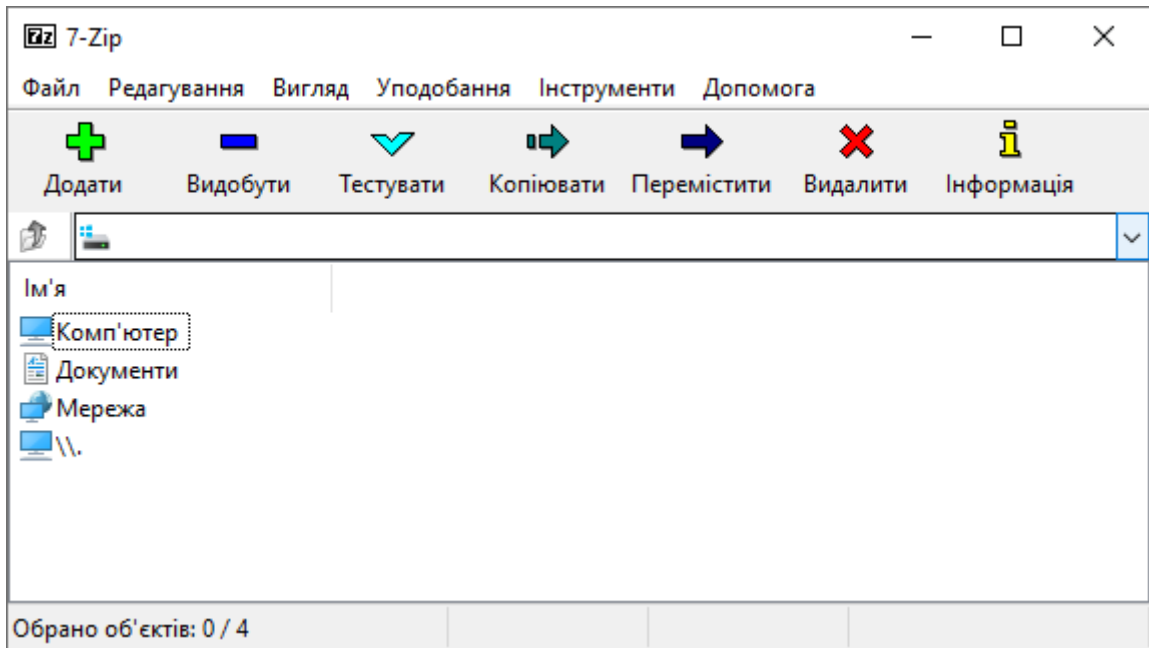 7z 7-Zip
Файл Редагування Вигляд Уподобання Інструменти Допомога
Додати Видобути Тестувати Копіювати Перемістити Видалити Інформація
Ім'я
Комп'ютер
Документи
Мережа
\\.
Обрано об'єктів: 0 / 4